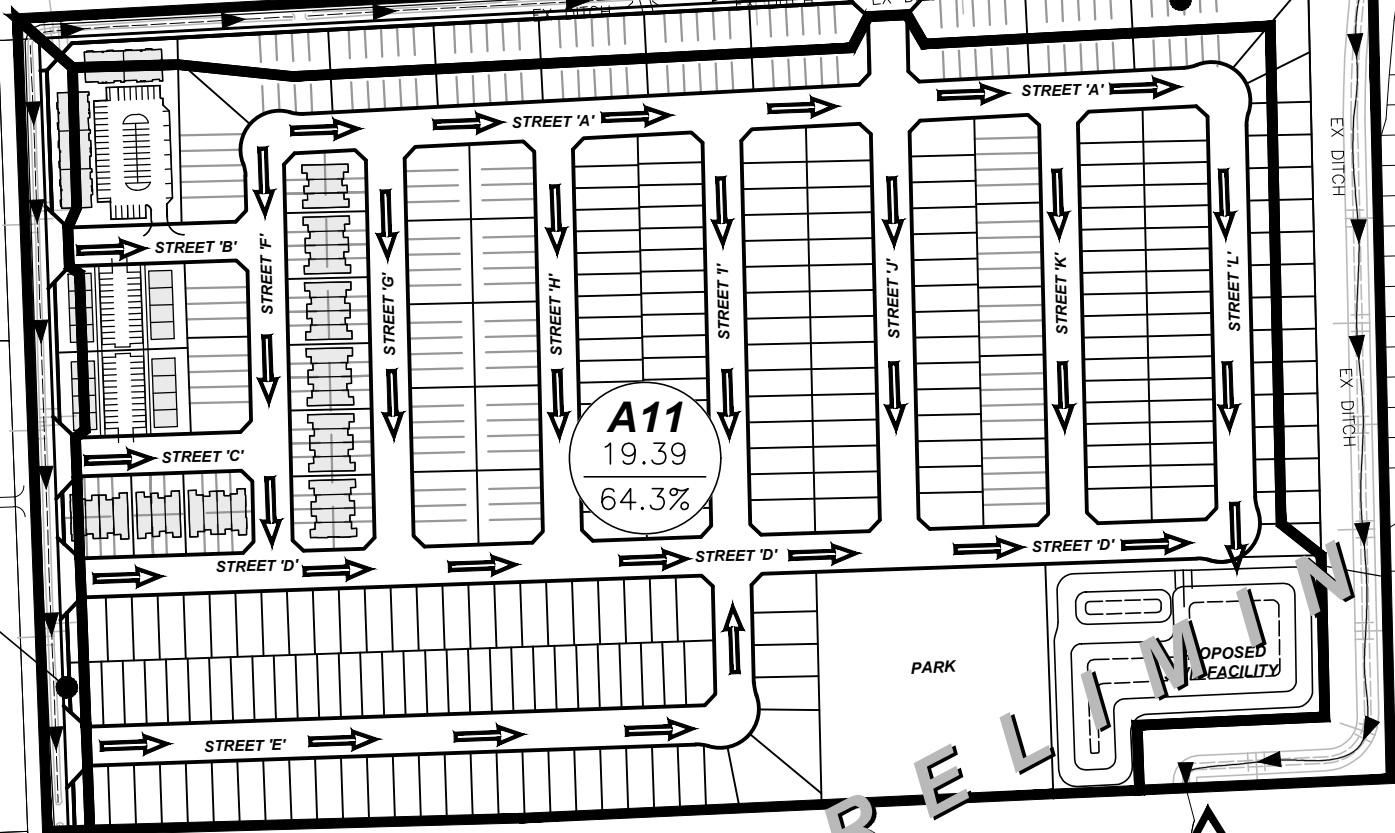 EX DITCH
STREET 'A'
STREET 'A'
EX DITCH
STREET 'B'
STREET 'F'
STREET 'G'
STREET 'H'
STREET 'I'
STREET 'J'
STREET 'K'
STREET 'L'
EX DITCH
A11
19.39
64.3%
STREET 'C'
STREET 'D'
STREET 'D'
STREET 'D'
PARK
OPOSED
FACILITY
STREET 'E'
RELIMIN